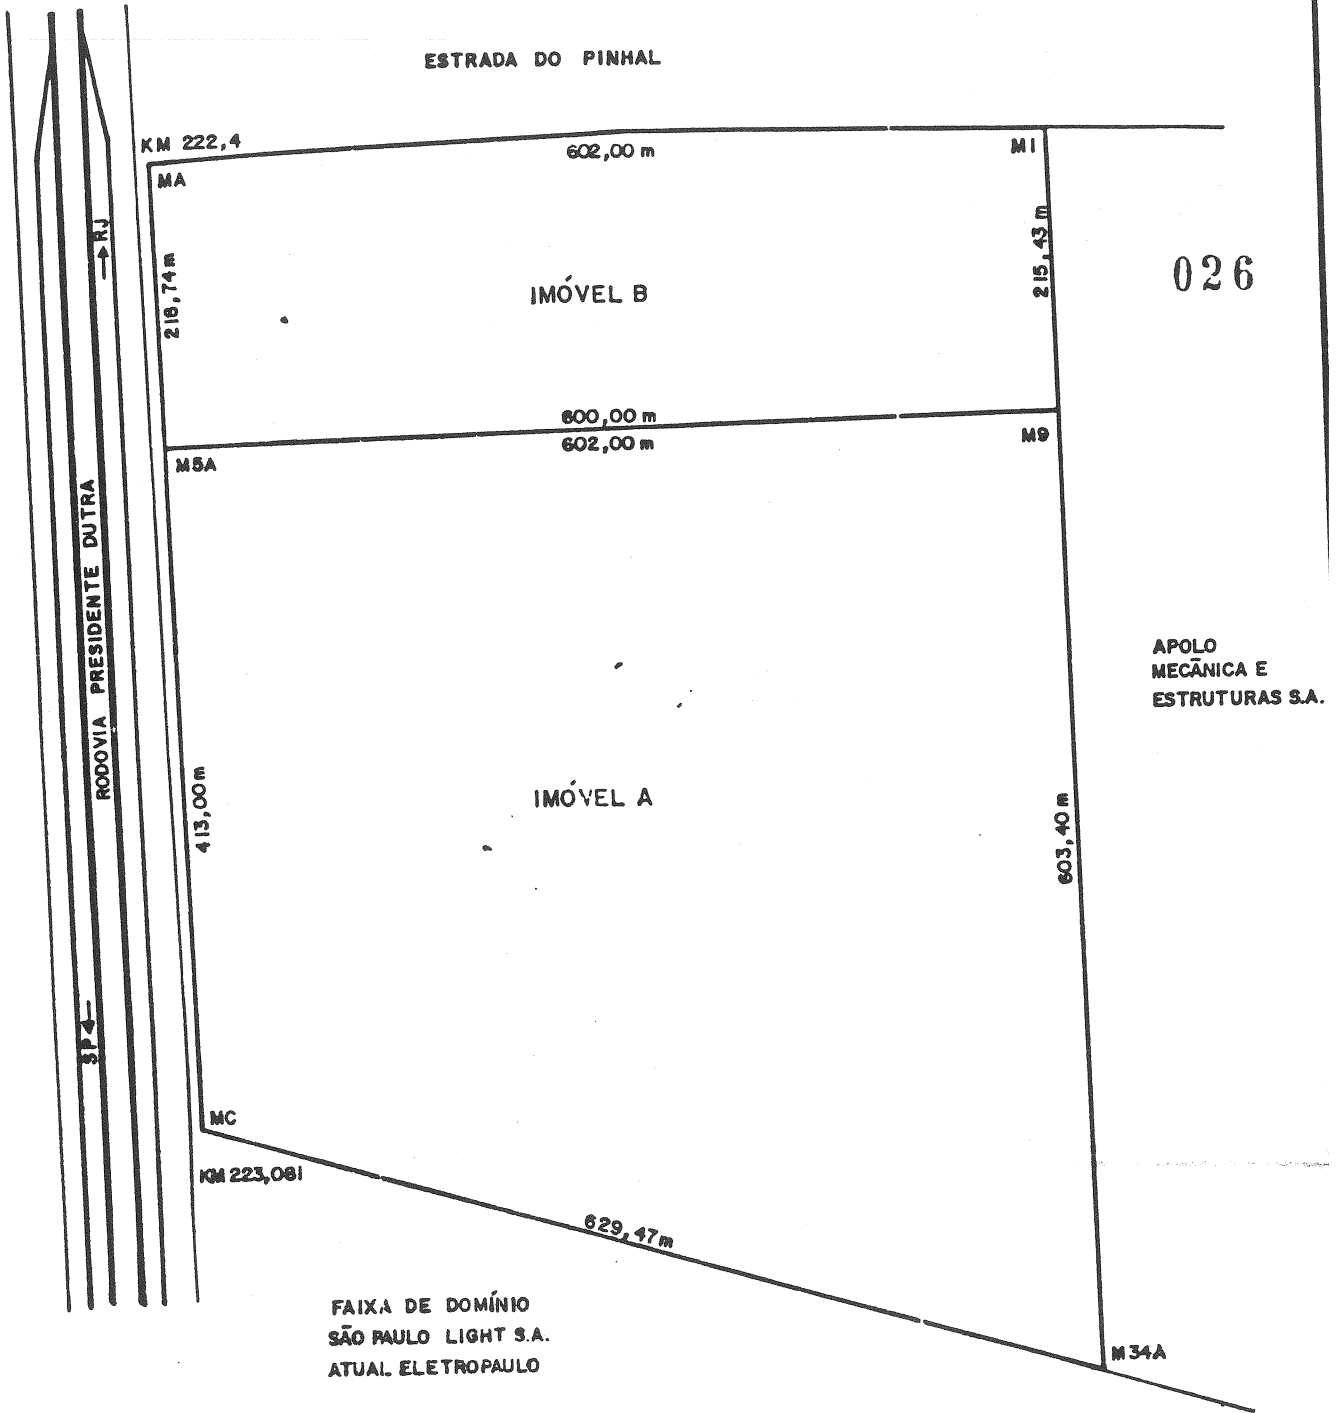 ESTRADA DO PINHAL
KM 222,4
602,00 m
M1
MA
RJ
218,74 m
215,43 m
IMÓVEL B
026
600,00 m
602,00 m
M5A
M9
RODOVIA PRESIDENTE DUTRA
APOLO
MECÂNICA E
ESTRUTURAS S.A.
IMÓVEL A
413,00 m
603,40 m
SP
MC
KM 223,081
629,47 m
FAIXA DE DOMÍNIO
SÃO PAULO LIGHT S.A.
ATUAL ELETROPAULO
M34A